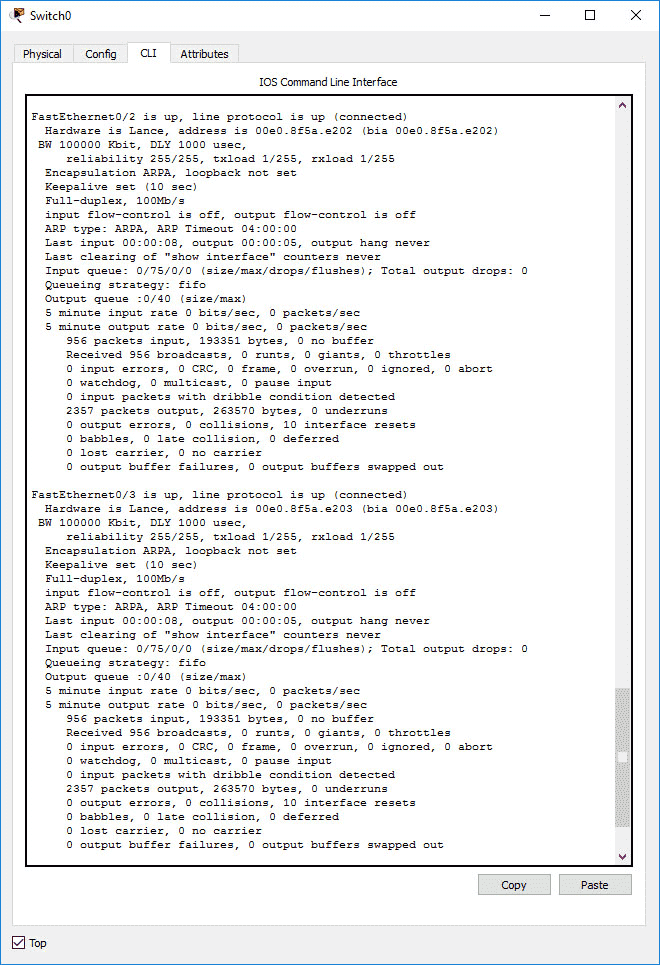 Switch0
Physical Config CLI Attributes
IOS Command Line Interface
FastEthernet0/2 is up, line protocol is up (connected)
Hardware is Lance, address is 00e0.8f5a.e202 (bia 00e0.8f5a.e202)
BW 100000 Kbit, DLY 1000 usec,
reliability 255/255, txload 1/255, rxload 1/255
Encapsulation ARPA, loopback not set
Keepalive set (10 sec)
Full-duplex, 100Mb/s
input flow-control is off, output flow-control is off
ARP type: ARPA, ARP Timeout 04:00:00
Last input 00:00:08, output 00:00:05, output hang never
Last clearing of "show interface" counters never
Input queue: 0/75/0/0 (size/max/drops/flushes); Total output drops: 0
Queueing strategy: fifo
Output queue :0/40 (size/max)
5 minute input rate 0 bits/sec, 0 packets/sec
5 minute output rate 0 bits/sec, 0 packets/sec
956 packets input, 193351 bytes, 0 no buffer
Received 956 broadcasts, 0 runts, 0 giants, 0 throttles
0 input errors, 0 CRC, 0 frame, 0 overrun, 0 ignored, 0 abort
0 watchdog, 0 multicast, 0 pause input
0 input packets with dribble condition detected
2357 packets output, 263570 bytes, 0 underruns
0 output errors, 0 collisions, 10 interface resets
0 babbles, 0 late collision, 0 deferred
0 lost carrier, 0 no carrier
0 output buffer failures, 0 output buffers swapped out
FastEthernet0/3 is up, line protocol is up (connected)
Hardware is Lance, address is 00e0.8f5a.e203 (bia 00e0.8f5a.e203)
BW 100000 Kbit, DLY 1000 usec,
reliability 255/255, txload 1/255, rxload 1/255
Encapsulation ARPA, loopback not set
Keepalive set (10 sec)
Full-duplex, 100Mb/s
input flow-control is off, output flow-control is off
ARP type: ARPA, ARP Timeout 04:00:00
Last input 00:00:08, output 00:00:05, output hang never
Last clearing of "show interface" counters never
Input queue: 0/75/0/0 (size/max/drops/flushes); Total output drops: 0
Queueing strategy: fifo
Output queue :0/40 (size/max)
5 minute input rate 0 bits/sec, 0 packets/sec
5 minute output rate 0 bits/sec, 0 packets/sec
956 packets input, 193351 bytes, 0 no buffer
Received 956 broadcasts, 0 runts, 0 giants, 0 throttles
0 input errors, 0 CRC, 0 frame, 0 overrun, 0 ignored, 0 abort
0 watchdog, 0 multicast, 0 pause input
0 input packets with dribble condition detected
2357 packets output, 263570 bytes, 0 underruns
0 output errors, 0 collisions, 10 interface resets
0 babbles, 0 late collision, 0 deferred
0 lost carrier, 0 no carrier
0 output buffer failures, 0 output buffers swapped out
Copy Paste
Top